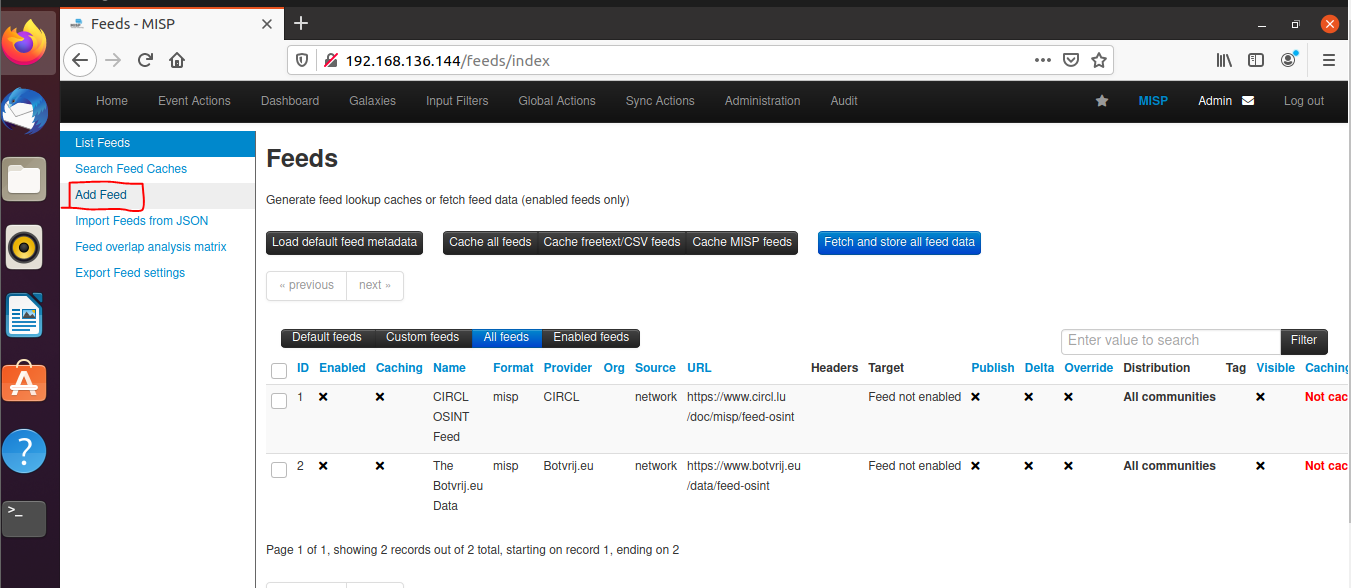 Feeds - MISP
192.168.136.144/feeds/index
Home Event Actions Dashboard Galaxies Input Filters Global Actions Sync Actions Administration Audit MISP Admin Log out
List Feeds
Search Feed Caches
Add Feed
Import Feeds from JSON
Feed overlap analysis matrix
Export Feed settings
Feeds
Generate feed lookup caches or fetch feed data (enabled feeds only)
Load default feed metadata Cache all feeds Cache freetext/CSV feeds Cache MISP feeds Fetch and store all feed data
« previous next »
Default feeds Custom feeds All feeds Enabled feeds Enter value to search Filter
ID Enabled Caching Name Format Provider Org Source URL Headers Target Publish Delta Override Distribution Tag Visible Caching
1 CIRCL misp CIRCL network https://www.circl.lu Feed not enabled All communities Not cac
OSINT /doc/misp/feed-osint
Feed
2 The misp Botvrij.eu network https://www.botvrij.eu Feed not enabled All communities Not cac
Botvrij.eu /data/feed-osint
Data
Page 1 of 1, showing 2 records out of 2 total, starting on record 1, ending on 2